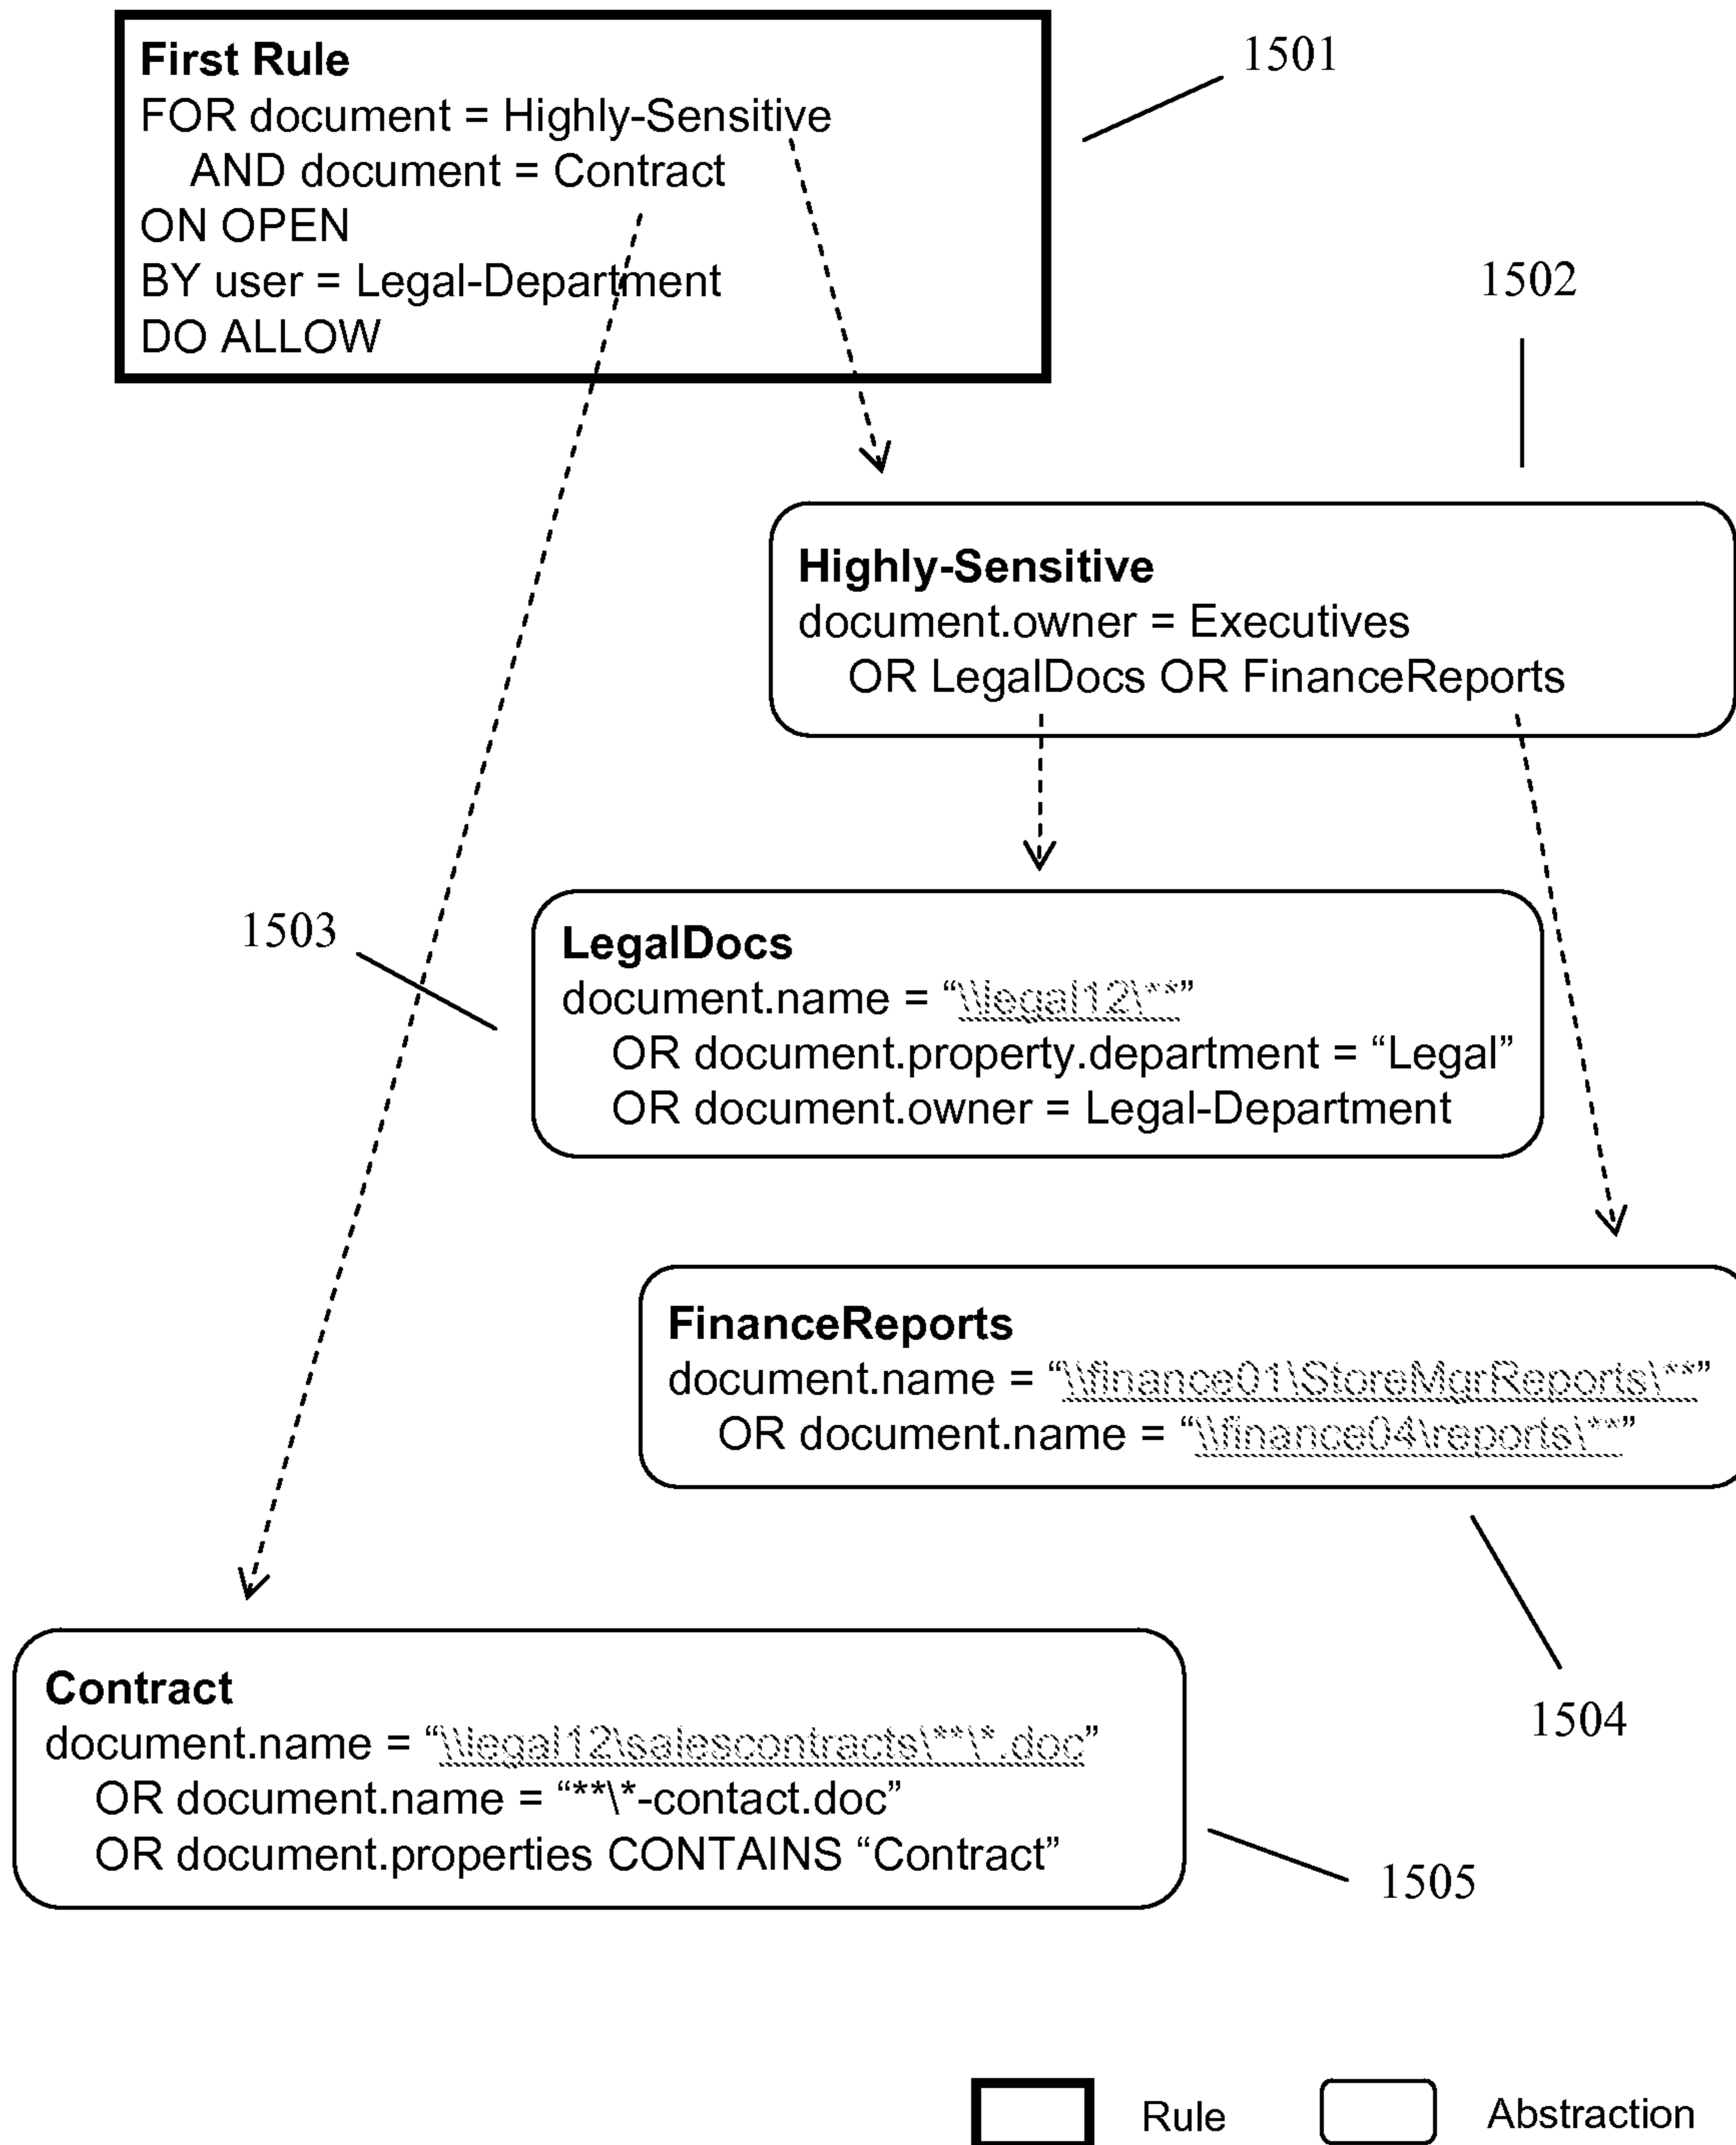 First Rule
FOR document = Highly-Sensitive
AND document = Contract
ON OPEN
BY user = Legal-Department
DO ALLOW
1501
1502
Highly-Sensitive
document.owner = Executives
OR LegalDocs OR FinanceReports
1503
LegalDocs
document.name = “\\legal12\**”
OR document.property.department = “Legal”
OR document.owner = Legal-Department
FinanceReports
document.name = “\\finance01\StoreMgrReports\**”
OR document.name = “\\finance04\reports\**”
1504
Contract
document.name = “\\legal12\salescontracts\**\*.doc”
OR document.name = “**\*-contact.doc”
OR document.properties CONTAINS “Contract”
1505
Rule
Abstraction